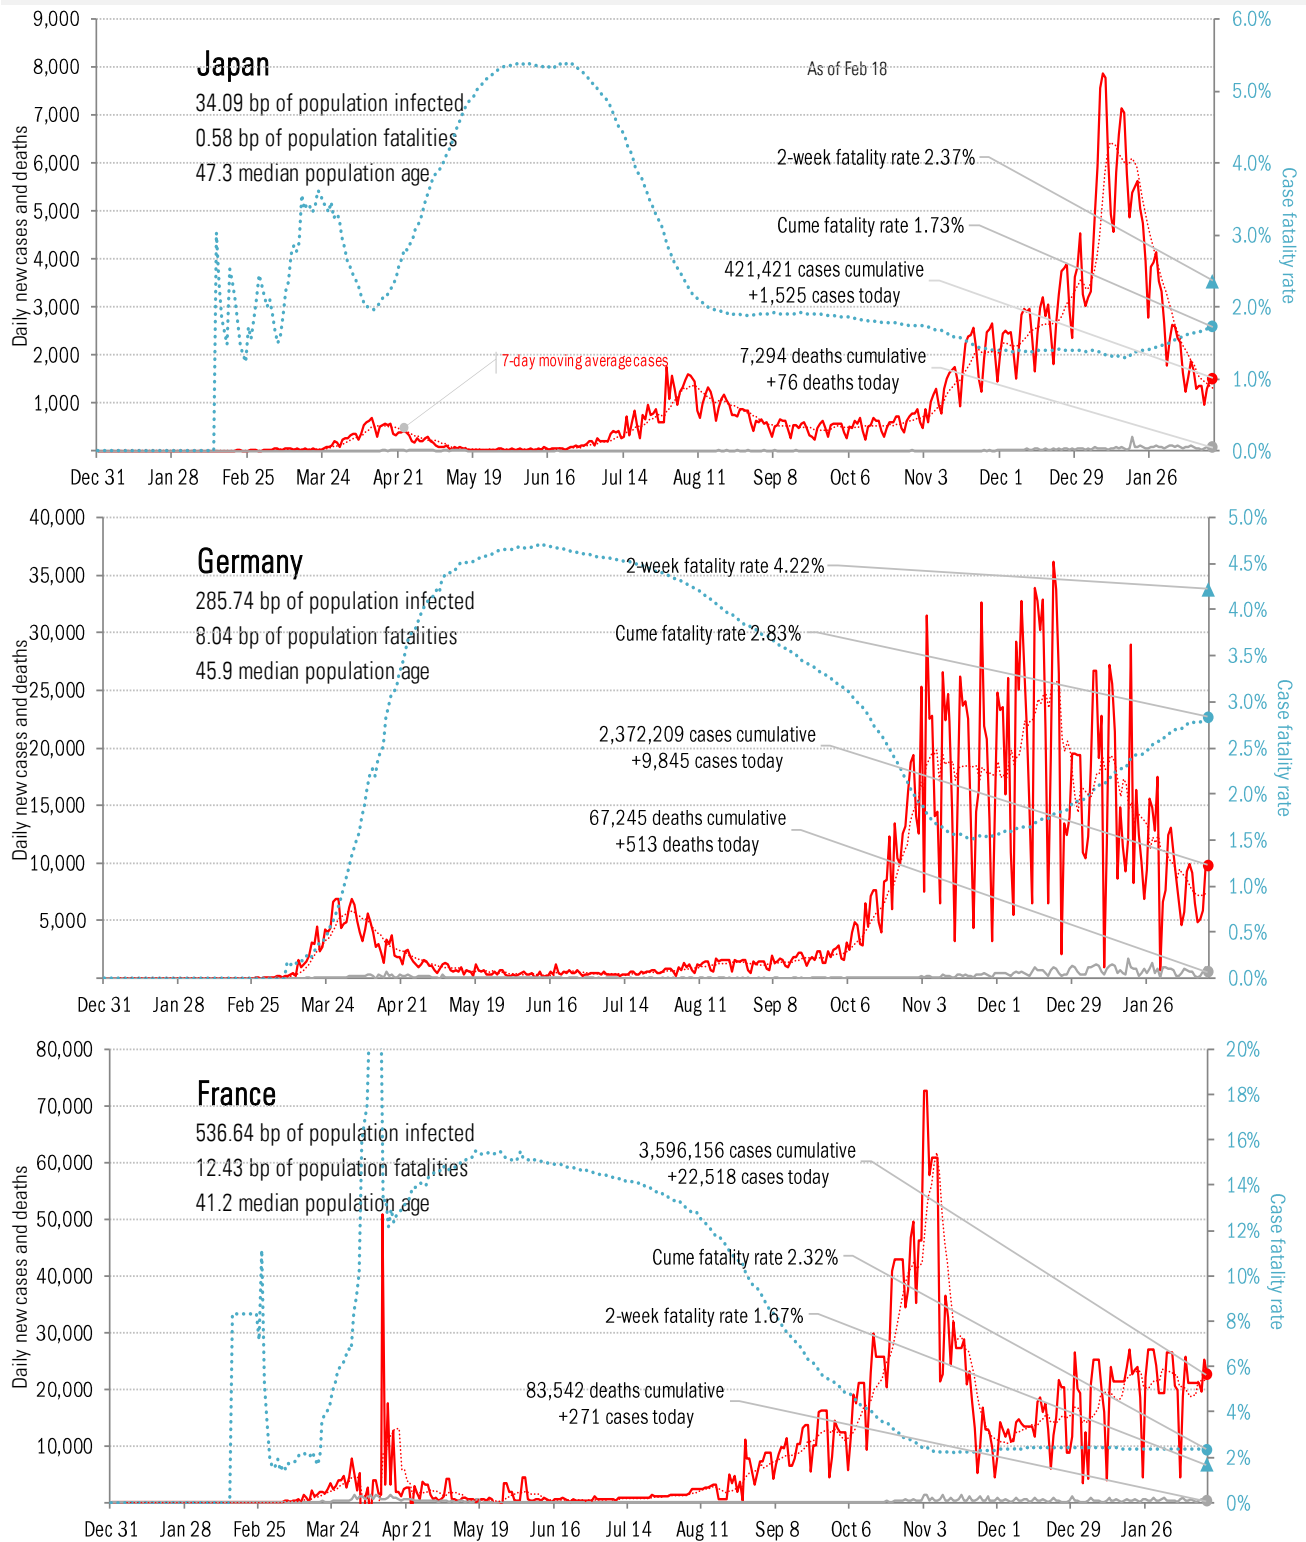 9,000
8,000
7,000
6,000
5,000
4,000
3,000
2,000
1,000
Daily new cases and deaths
Japan
34.09 bp of population infected
0.58 bp of population fatalities
47.3 median population age
As of Feb 18
2-week fatality rate 2.37%
Cume fatality rate 1.73%
421,421 cases cumulative
+1,525 cases today
7,294 deaths cumulative
+76 deaths today
7-day moving average cases
6.0%
5.0%
4.0%
3.0%
2.0%
1.0%
0.0%
Case fatality rate
Dec 31 Jan 28 Feb 25 Mar 24 Apr 21 May 19 Jun 16 Jul 14 Aug 11 Sep 8 Oct 6 Nov 3 Dec 1 Dec 29 Jan 26
40,000
35,000
30,000
25,000
20,000
15,000
10,000
5,000
Daily new cases and deaths
Germany
285.74 bp of population infected
8.04 bp of population fatalities
45.9 median population age
2-week fatality rate 4.22%
Cume fatality rate 2.83%
2,372,209 cases cumulative
+9,845 cases today
67,245 deaths cumulative
+513 deaths today
5.0%
4.5%
4.0%
3.5%
3.0%
2.5%
2.0%
1.5%
1.0%
0.5%
0.0%
Case fatality rate
Dec 31 Jan 28 Feb 25 Mar 24 Apr 21 May 19 Jun 16 Jul 14 Aug 11 Sep 8 Oct 6 Nov 3 Dec 1 Dec 29 Jan 26
80,000
70,000
60,000
50,000
40,000
30,000
20,000
10,000
Daily new cases and deaths
France
536.64 bp of population infected
12.43 bp of population fatalities
41.2 median population age
3,596,156 cases cumulative
+22,518 cases today
Cume fatality rate 2.32%
2-week fatality rate 1.67%
83,542 deaths cumulative
+271 cases today
20%
18%
16%
14%
12%
10%
8%
6%
4%
2%
0%
Case fatality rate
Dec 31 Jan 28 Feb 25 Mar 24 Apr 21 May 19 Jun 16 Jul 14 Aug 11 Sep 8 Oct 6 Nov 3 Dec 1 Dec 29 Jan 26